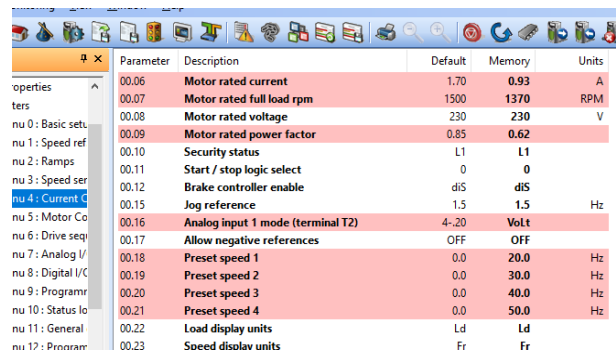 Parameter Description Default Memory Units
operties
ters
nu 0 : Basic setu
nu 1 : Speed ref
nu 2 : Ramps
nu 3 : Speed ser
nu 4 : Current C
nu 5 : Motor Co
nu 6 : Drive sequ
nu 7 : Analog I/
nu 8 : Digital I/O
nu 9 : Programm
nu 10 : Status lo
nu 11 : General
nu 12 : Program
00.06 Motor rated current 1.70 0.93 A
00.07 Motor rated full load rpm 1500 1370 RPM
00.08 Motor rated voltage 230 230 V
00.09 Motor rated power factor 0.85 0.62
00.10 Security status L1 L1
00.11 Start / stop logic select 0 0
00.12 Brake controller enable diS diS
00.15 Jog reference 1.5 1.5 Hz
00.16 Analog input 1 mode (terminal T2) 4-.20 VoLt
00.17 Allow negative references OFF OFF
00.18 Preset speed 1 0.0 20.0 Hz
00.19 Preset speed 2 0.0 30.0 Hz
00.20 Preset speed 3 0.0 40.0 Hz
00.21 Preset speed 4 0.0 50.0 Hz
00.22 Load display units Ld Ld
00.23 Speed display units Fr Fr